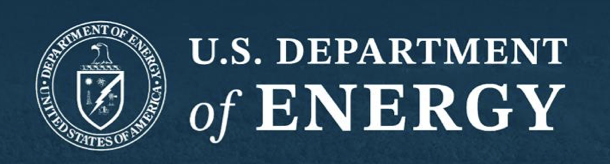 DEPARTMENT OF ENERGY
UNITED STATES OF AMERICA
U.S. DEPARTMENT
of ENERGY